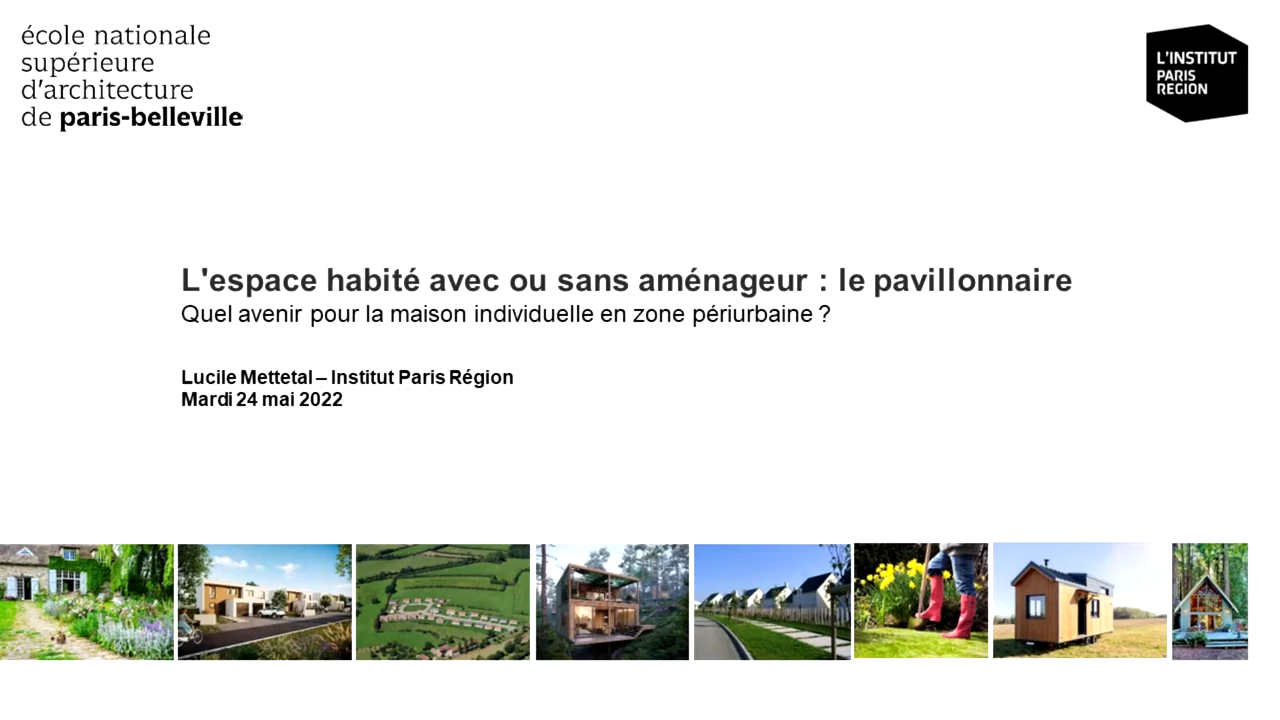 école nationale
supérieure
d'architecture
de paris-belleville
L'INSTITUT
PARIS
REGION
L'espace habité avec ou sans aménageur : le pavillonnaire
Quel avenir pour la maison individuelle en zone périurbaine ?
Lucile Mettetal – Institut Paris Région
Mardi 24 mai 2022